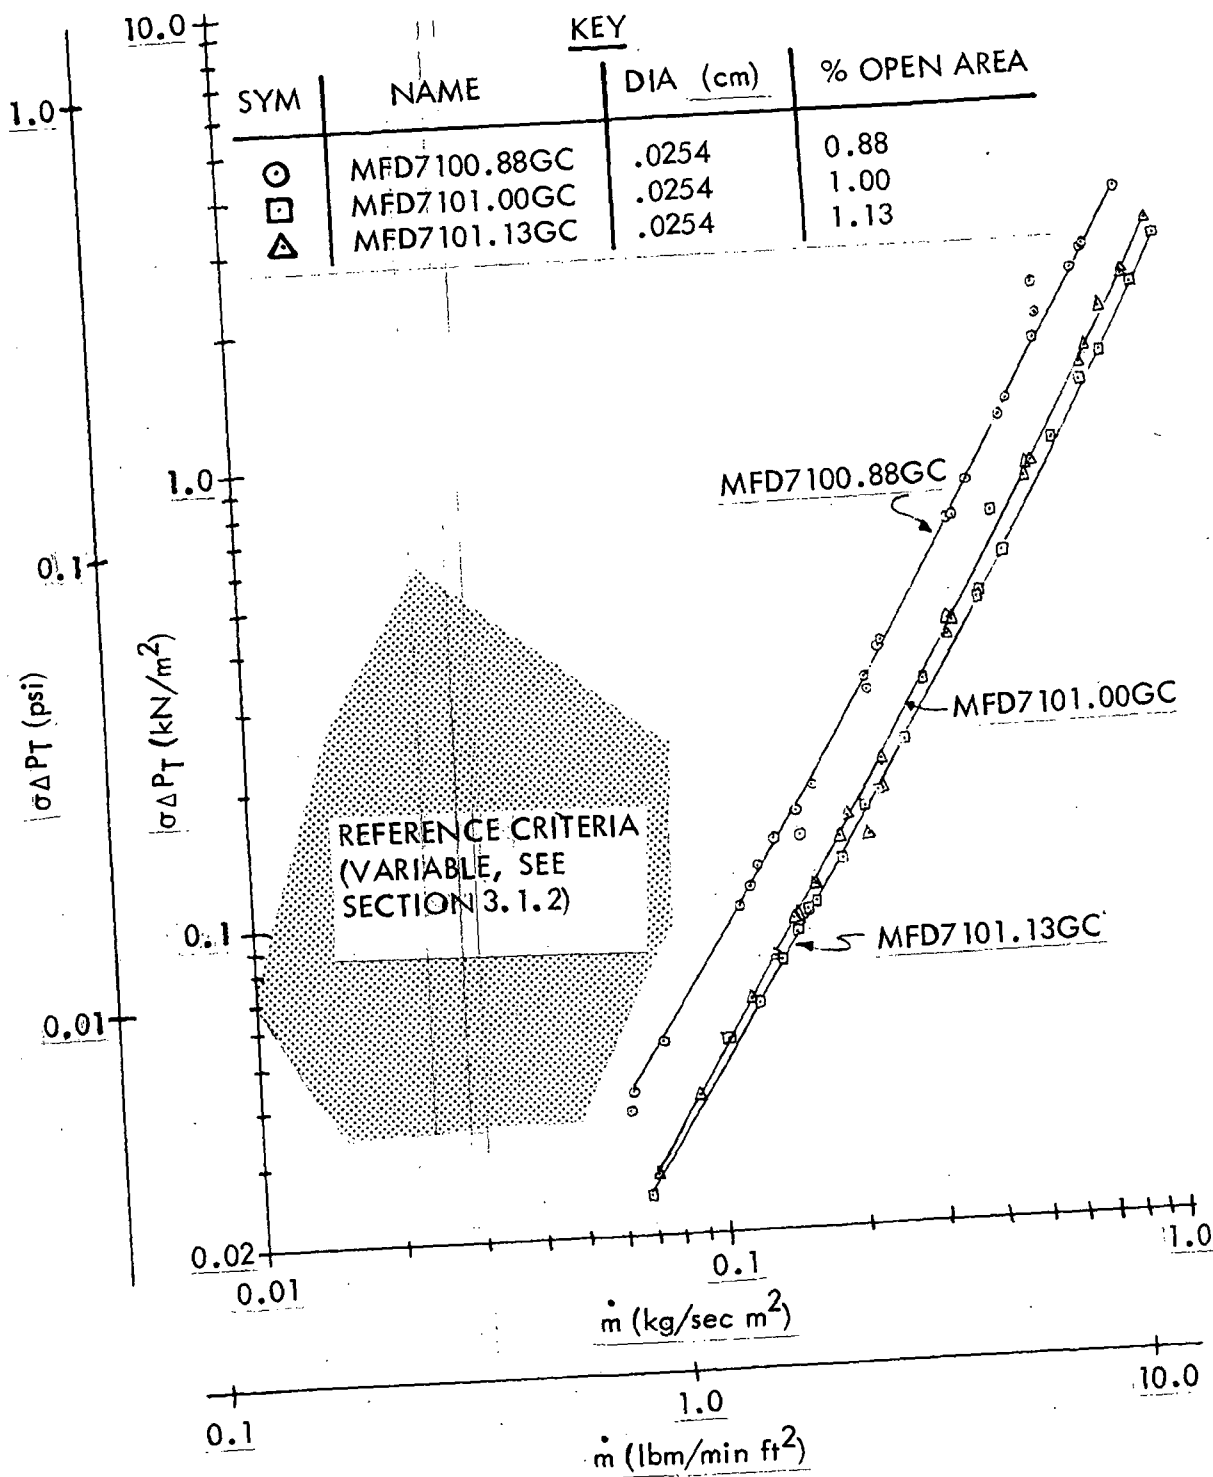 KEY
SYM NAME DIA (cm) % OPEN AREA
MFD7100.88GC .0254 0.88
MFD7101.00GC .0254 1.00
MFD7101.13GC .0254 1.13
10.0
1.0
1.0
0.1
0.1
0.01
0.02
σΔPT (psi)
σΔPT (kN/m²)
MFD7100.88GC
MFD7101.00GC
MFD7101.13GC
REFERENCE CRITERIA
(VARIABLE, SEE
SECTION 3.1.2)
0.01 0.1 1.0
ṁ (kg/sec m²)
0.1 1.0 10.0
ṁ (lbm/min ft²)